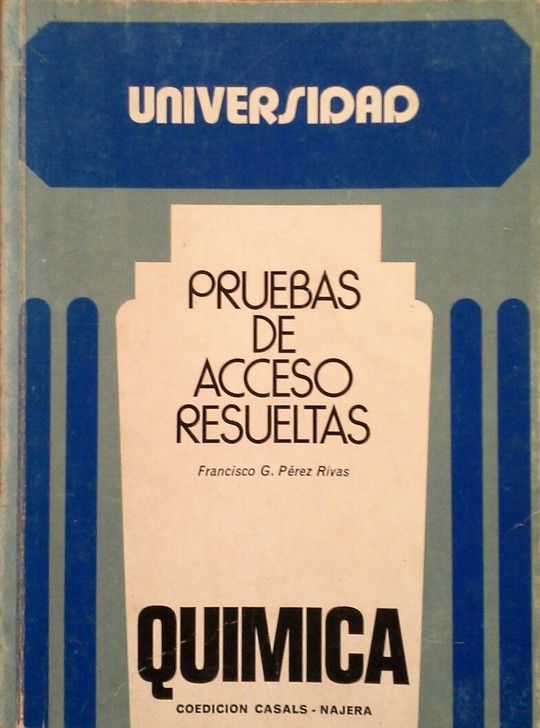 UNIVERSIDAD
PRUEBAS
DE
ACCESO
RESUELTAS
Francisco G. Pérez Rivas
QUIMICA
COEDICION CASALS - NAJERA